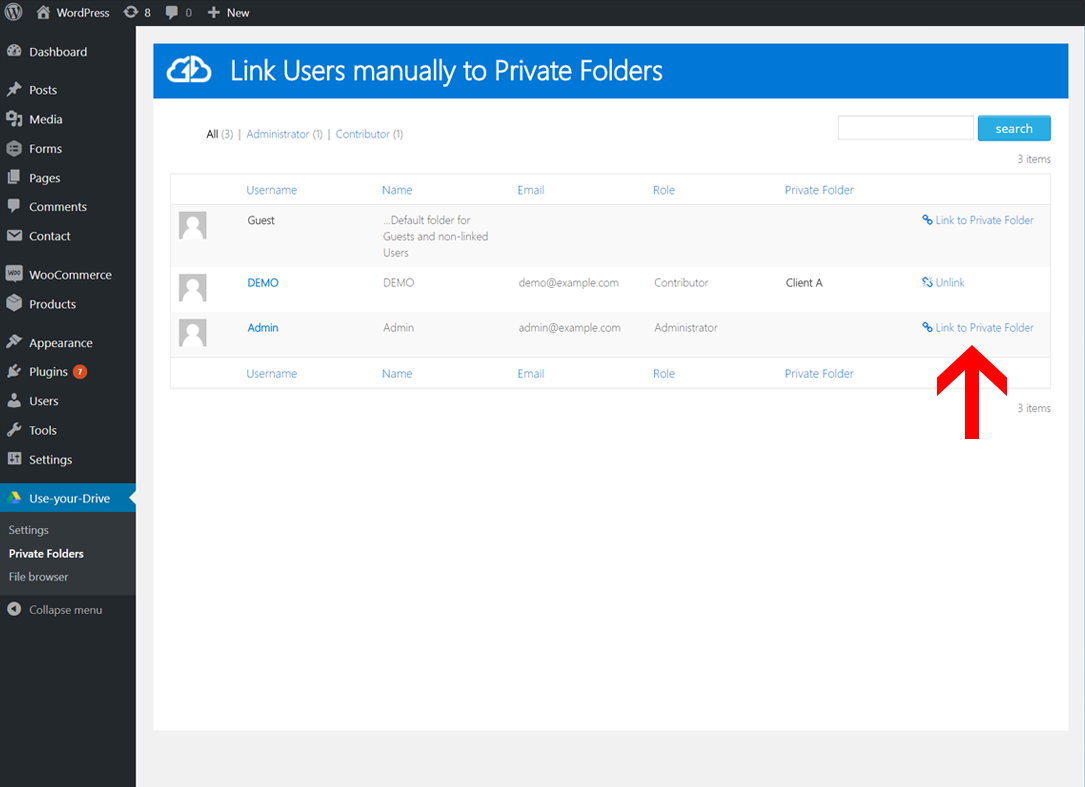 WordPress 8 0 New
Dashboard
Posts
Media
Forms
Pages
Comments
Contact
WooCommerce
Products
Appearance
Plugins 7
Users
Tools
Settings
Use-your-Drive
Settings
Private Folders
File browser
Collapse menu
Link Users manually to Private Folders
All (3) | Administrator (1) | Contributor (1)
search
3 items
Username Name Email Role Private Folder
Guest ...Default folder for Link to Private Folder
Guests and non-linked
Users
DEMO DEMO demo@example.com Contributor Client A Unlink
Admin Admin admin@example.com Administrator Link to Private Folder
Username Name Email Role Private Folder
3 items